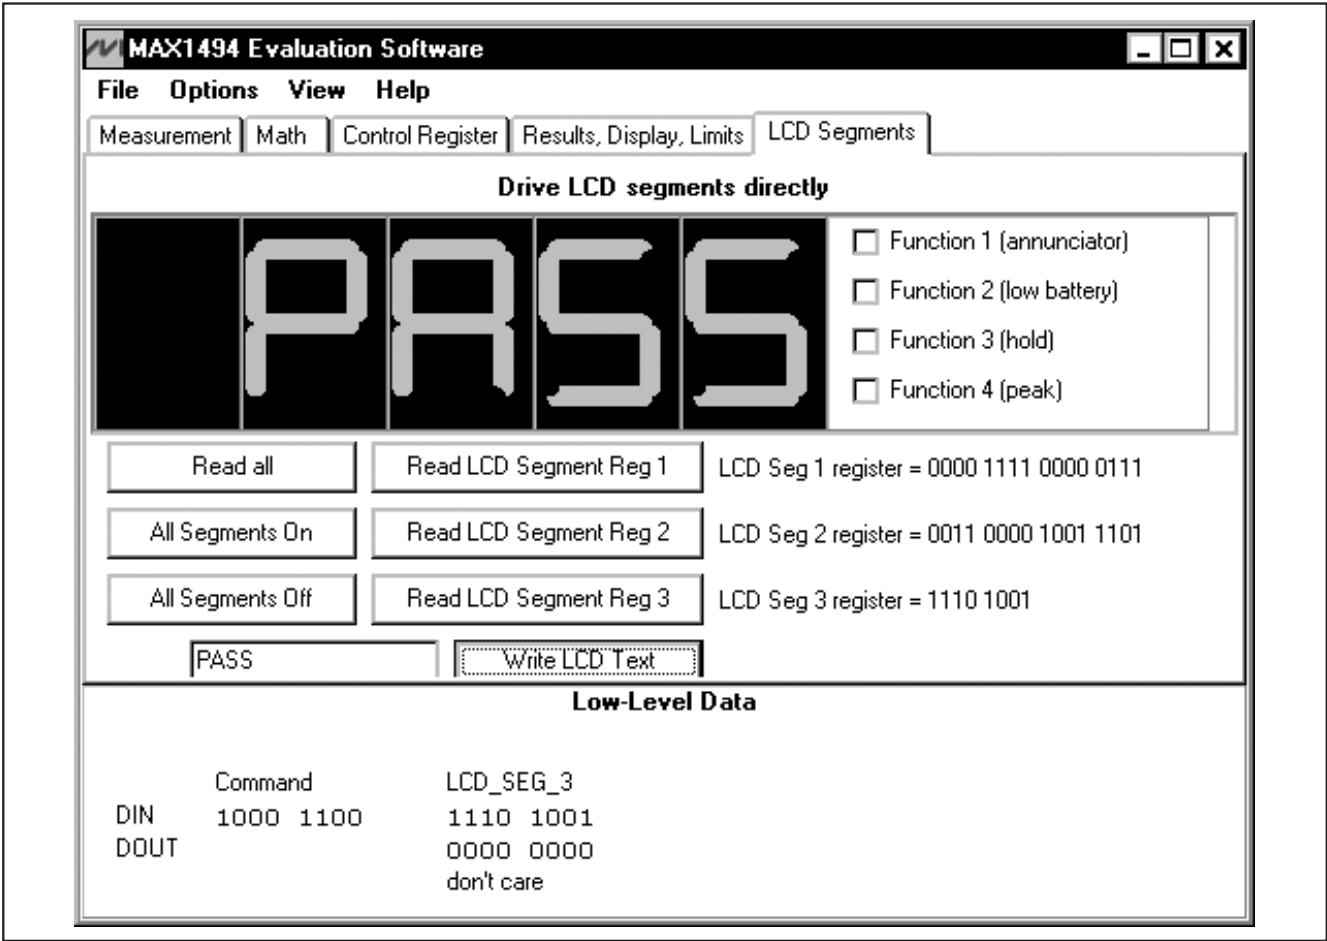 MAX1494 Evaluation Software
File Options View Help
Measurement Math Control Register Results, Display, Limits LCD Segments
Drive LCD segments directly
PASS
Function 1 (annunciator)
Function 2 (low battery)
Function 3 (hold)
Function 4 (peak)
Read all Read LCD Segment Reg 1 LCD Seg 1 register = 0000 1111 0000 0111
All Segments On Read LCD Segment Reg 2 LCD Seg 2 register = 0011 0000 1001 1101
All Segments Off Read LCD Segment Reg 3 LCD Seg 3 register = 1110 1001
PASS Write LCD Text
Low-Level Data
Command LCD_SEG_3
DIN 1000 1100 1110 1001
DOUT 0000 0000
don't care